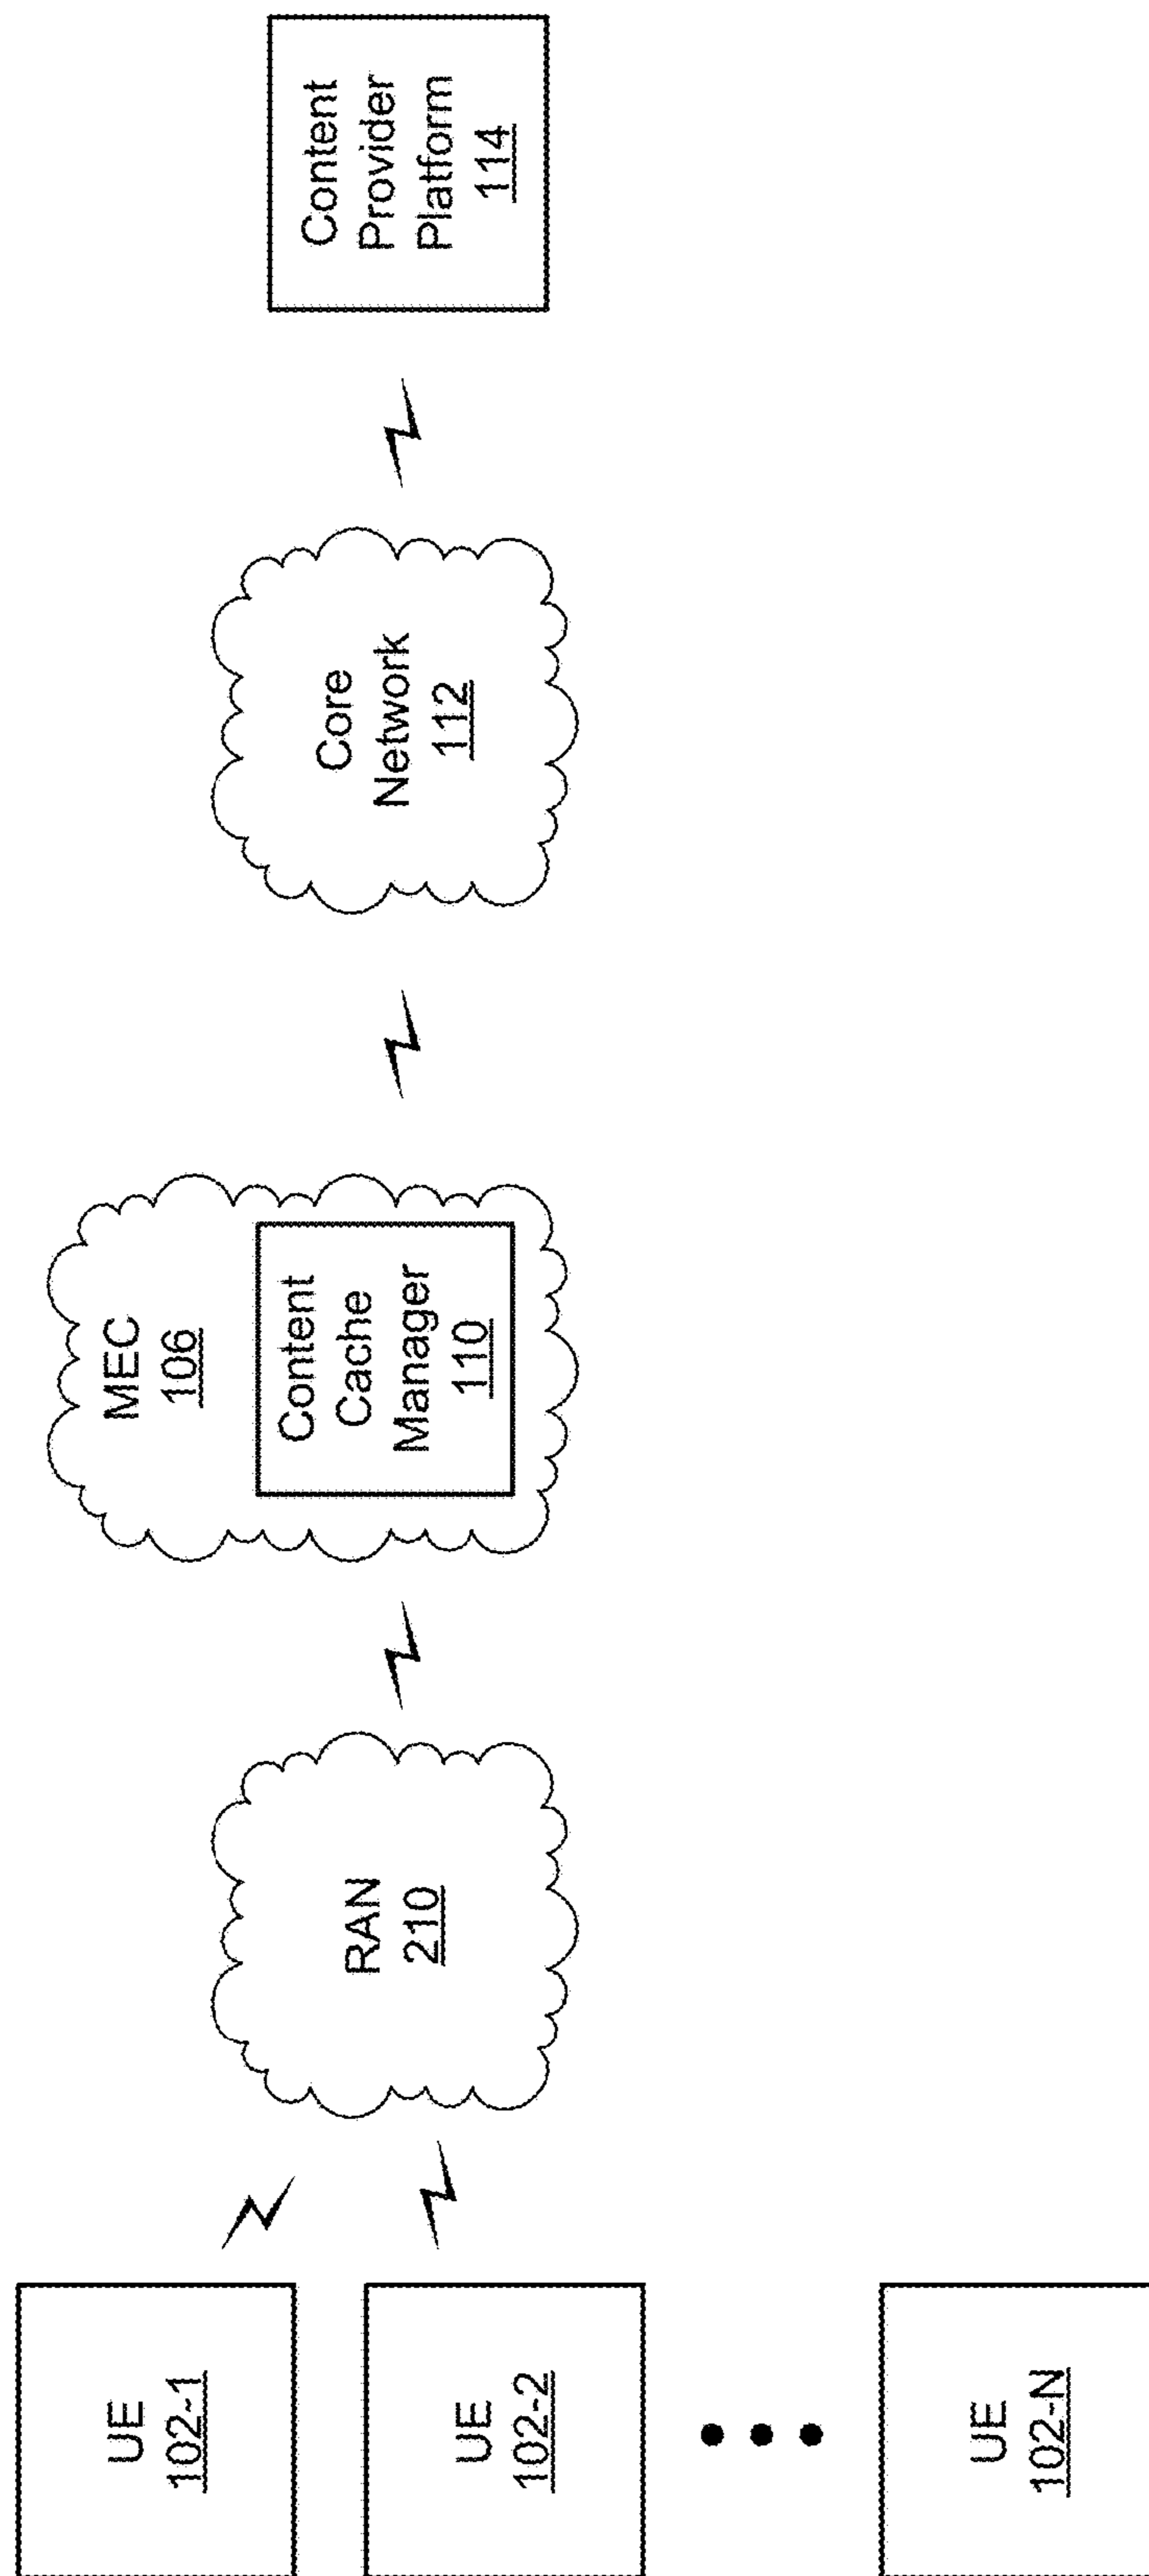 UE
102-1
UE
102-2
UE
102-N
RAN
210
MEC
106
Content
Cache
Manager
110
Core
Network
112
Content
Provider
Platform
114